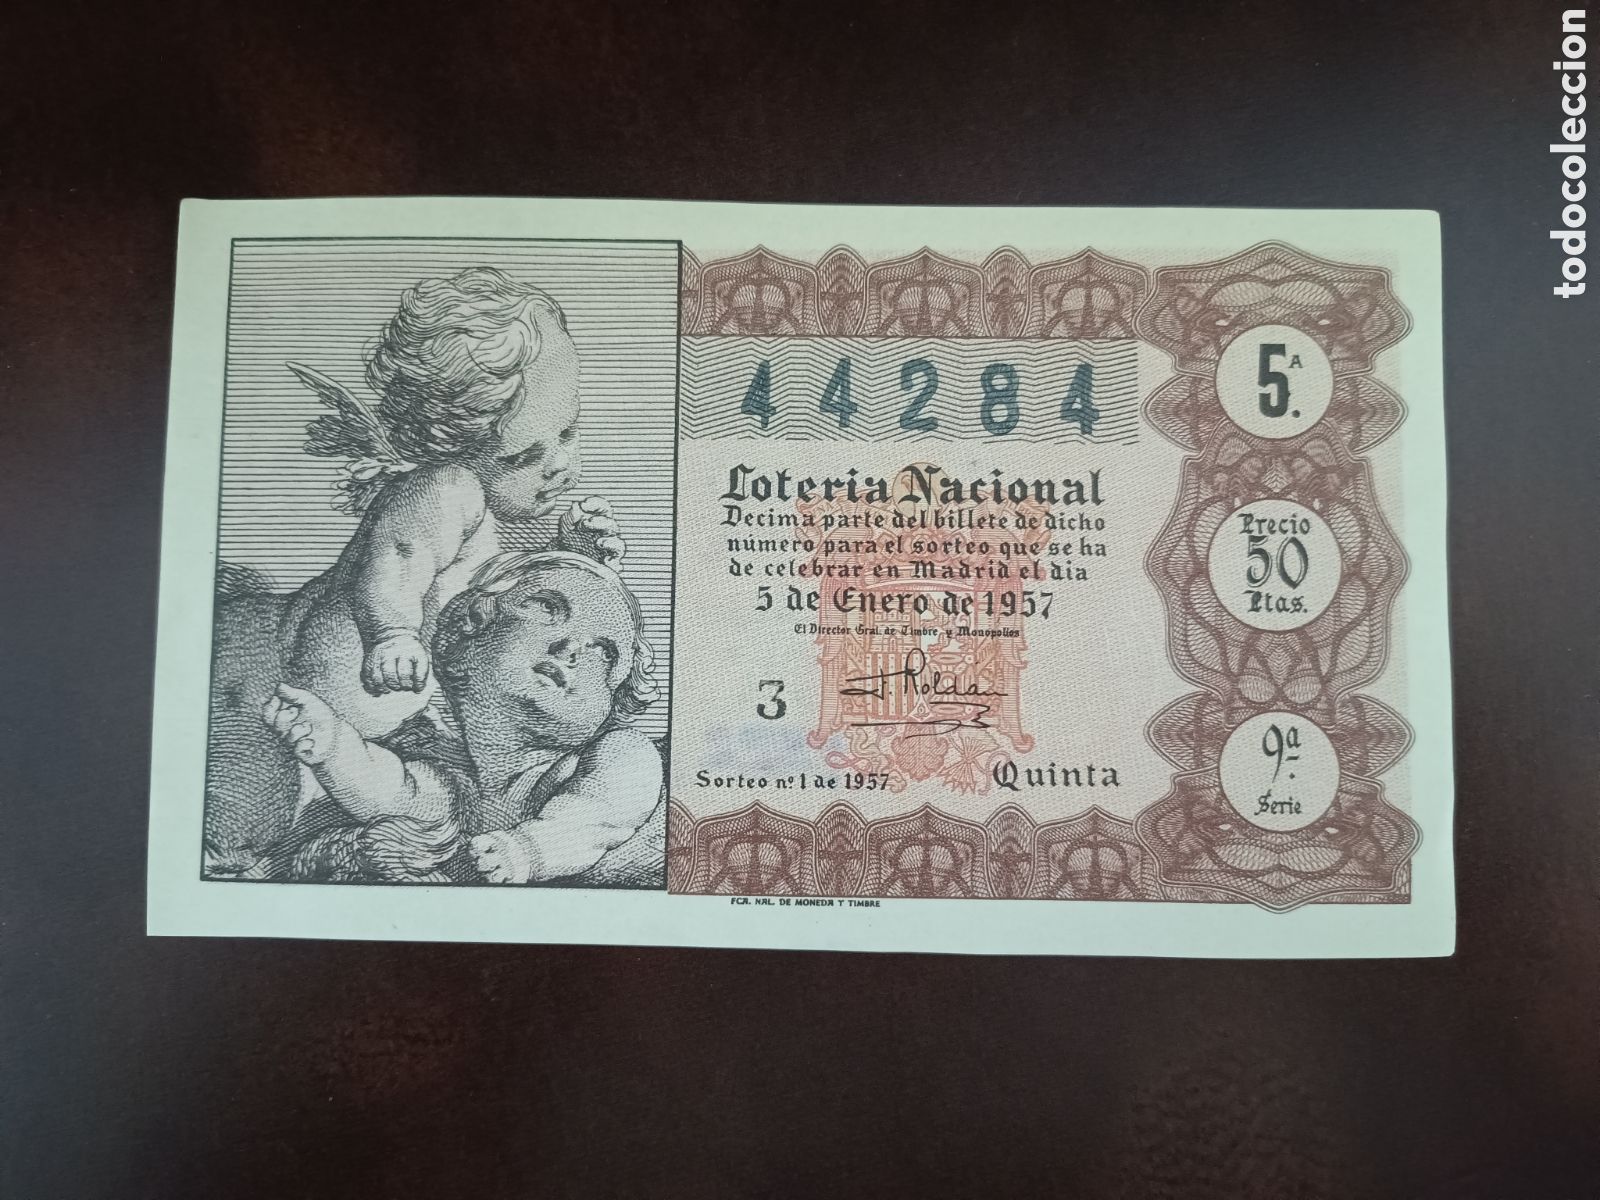 todocoleccion
44284
5.A
Loteria Nacional
Decima parte del billete de dicho
número para el sorteo que se ha
de celebrar en Madrid el dia
5 de Enero de 1957
El Director Gral. de Timbre y Monopolios
Precio
50
Ptas.
3
J. Roldán
Sorteo nº 1 de 1957
Quinta
9ª
Serie
FCA. NAL. DE MONEDA Y TIMBRE